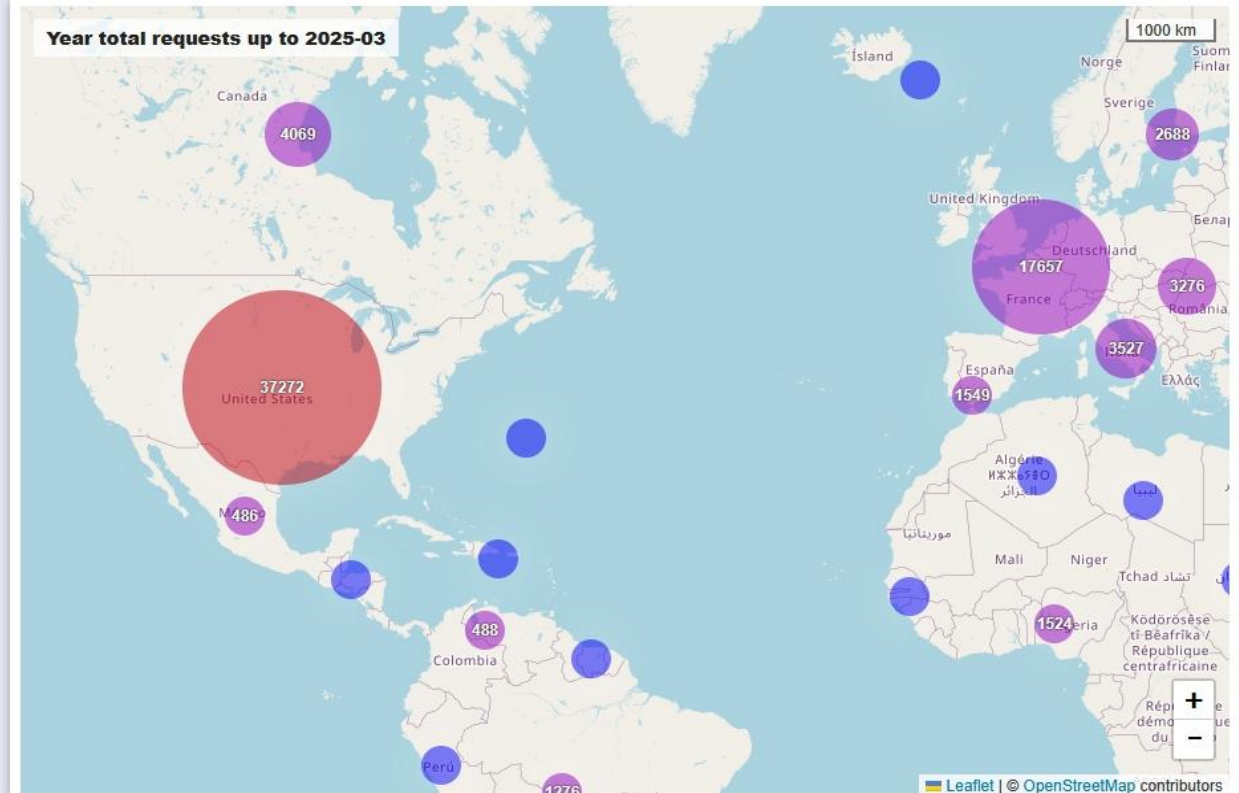 Year total requests up to 2025-03
1000 km
Ísland
Norge
Suom
Finlan
Canada
Sverige
4069
2688
United Kingdom
Белар
Deutschland
17657
3276
France
România
3527
España
Ελλάς
37272
United States
1549
Algérie
الجزائر
ليبيا
486
موريتانيا
Mali
Niger
Tchad تشاد
1524
Ködörösêse
tî Bêafrîka /
République
centrafricaine
488
Colombia
Perú
1276
+
−
Leaflet | © OpenStreetMap contributors